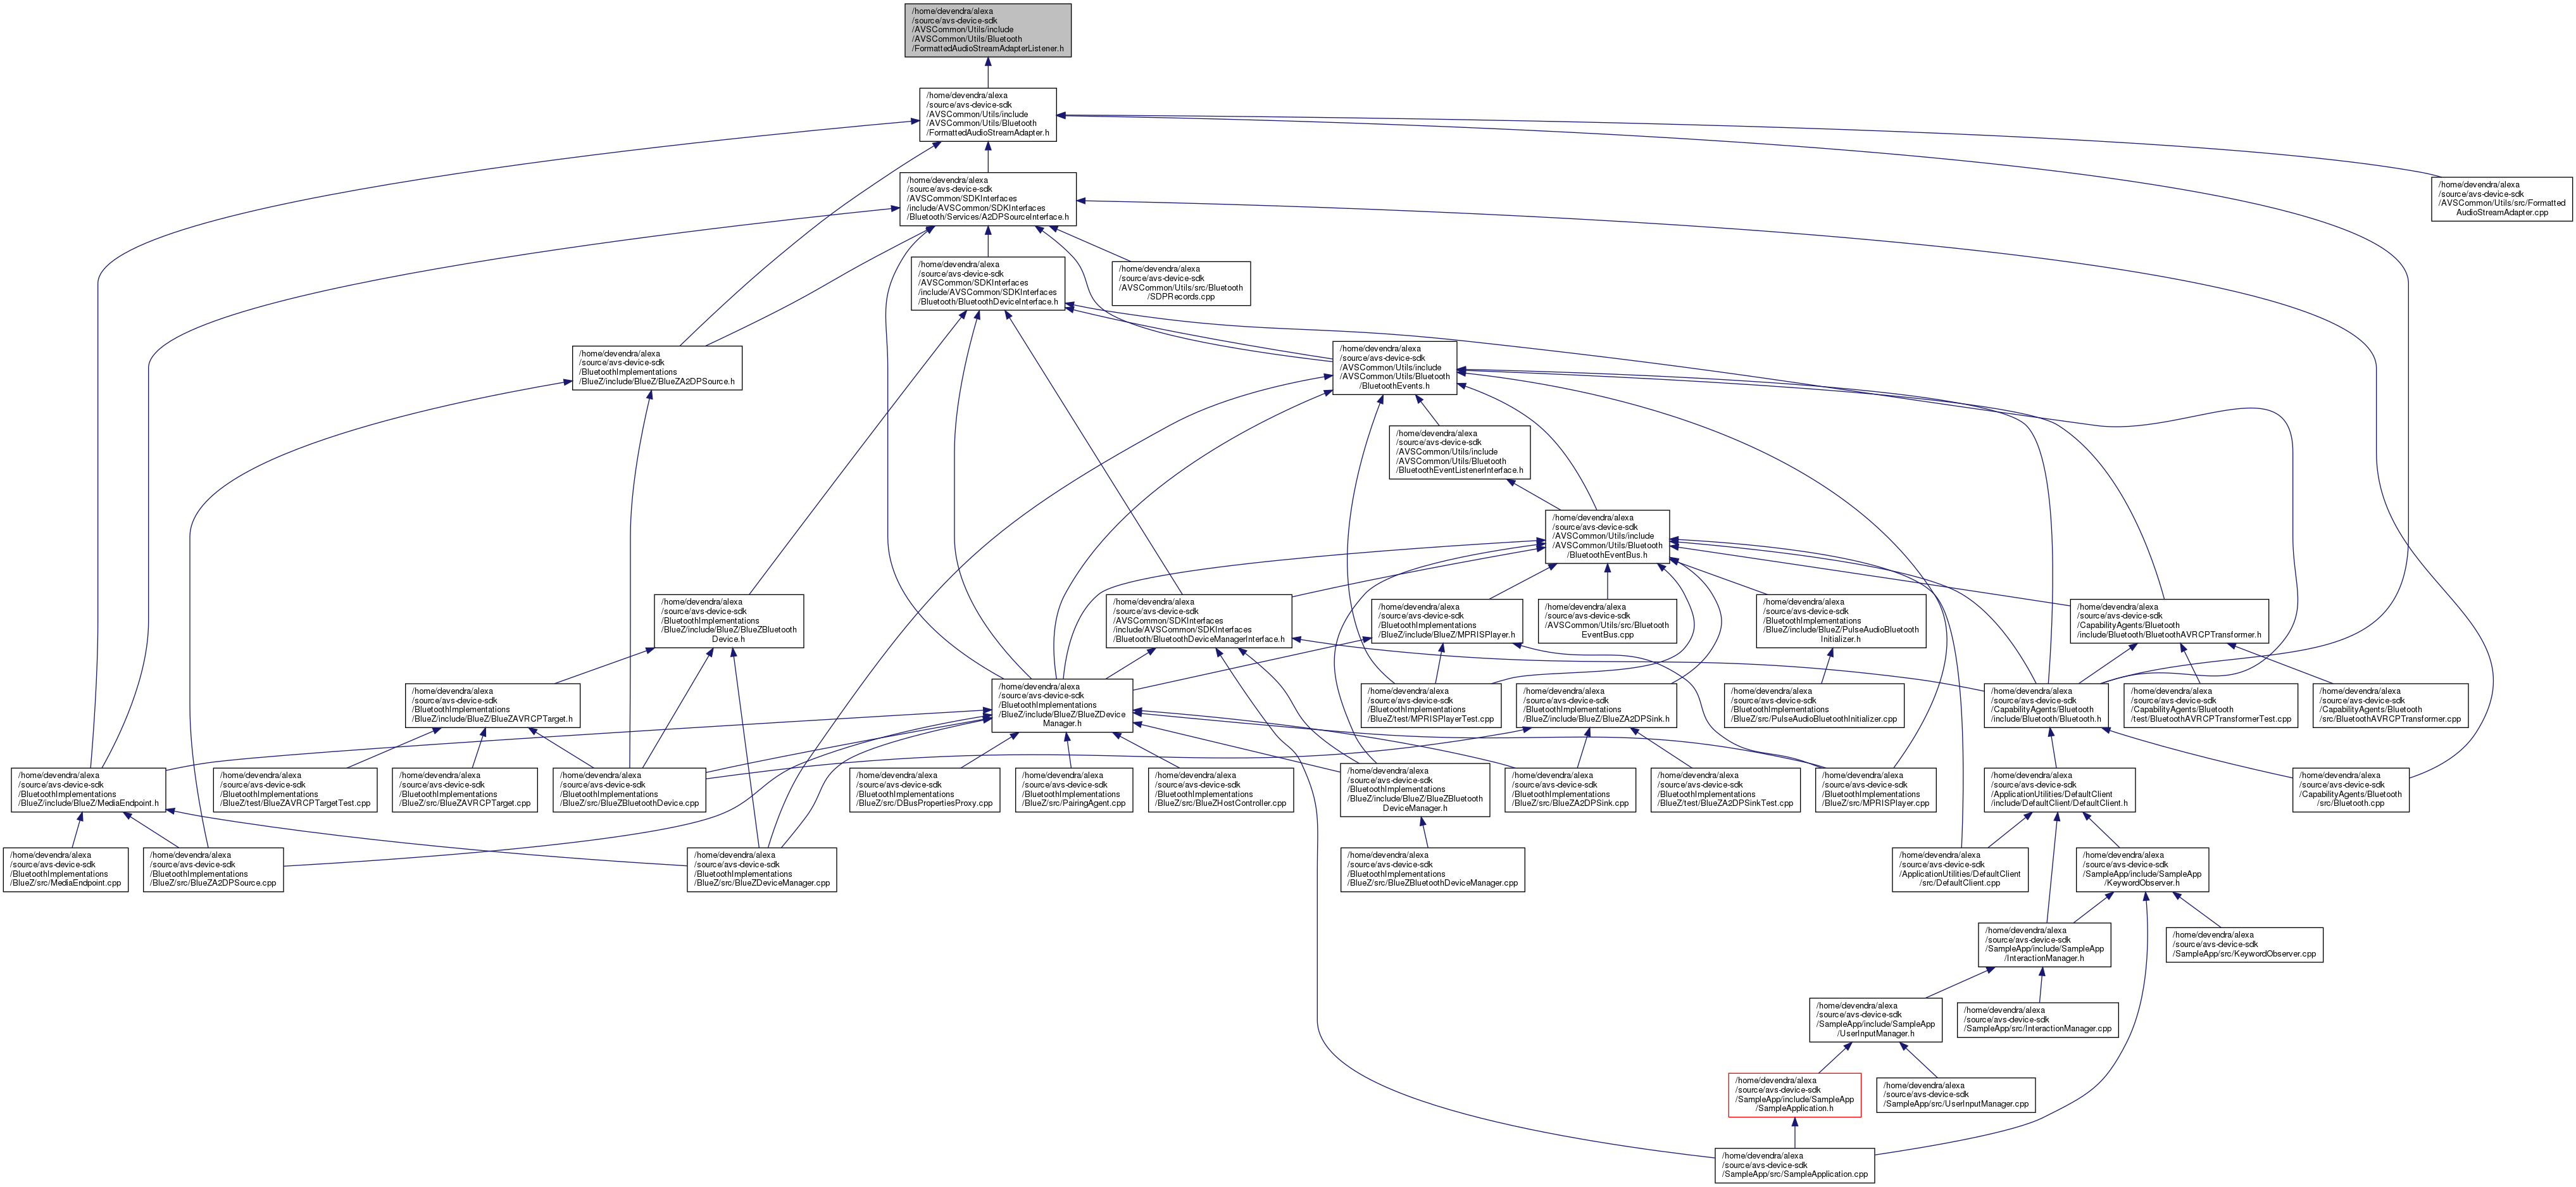 /home/devendra/alexa
/source/avs-device-sdk
/AVSCommon/Utils/include
/AVSCommon/Utils/Bluetooth
/FormattedAudioStreamAdapterListener.h
/home/devendra/alexa
/source/avs-device-sdk
/AVSCommon/Utils/include
/AVSCommon/Utils/Bluetooth
/FormattedAudioStreamAdapter.h
/home/devendra/alexa
/source/avs-device-sdk
/AVSCommon/SDKInterfaces
/include/AVSCommon/SDKInterfaces
/Bluetooth/Services/A2DPSourceInterface.h
/home/devendra/alexa
/source/avs-device-sdk
/AVSCommon/Utils/src/Formatted
AudioStreamAdapter.cpp
/home/devendra/alexa
/source/avs-device-sdk
/AVSCommon/SDKInterfaces
/include/AVSCommon/SDKInterfaces
/Bluetooth/BluetoothDeviceInterface.h
/home/devendra/alexa
/source/avs-device-sdk
/AVSCommon/Utils/src/Bluetooth
/SDPRecords.cpp
/home/devendra/alexa
/source/avs-device-sdk
/BluetoothImplementations
/BlueZ/include/BlueZ/BlueZA2DPSource.h
/home/devendra/alexa
/source/avs-device-sdk
/AVSCommon/Utils/include
/AVSCommon/Utils/Bluetooth
/BluetoothEvents.h
/home/devendra/alexa
/source/avs-device-sdk
/AVSCommon/Utils/include
/AVSCommon/Utils/Bluetooth
/BluetoothEventListenerInterface.h
/home/devendra/alexa
/source/avs-device-sdk
/AVSCommon/Utils/include
/AVSCommon/Utils/Bluetooth
/BluetoothEventBus.h
/home/devendra/alexa
/source/avs-device-sdk
/BluetoothImplementations
/BlueZ/include/BlueZ/BlueZBluetooth
Device.h
/home/devendra/alexa
/source/avs-device-sdk
/AVSCommon/SDKInterfaces
/include/AVSCommon/SDKInterfaces
/Bluetooth/BluetoothDeviceManagerInterface.h
/home/devendra/alexa
/source/avs-device-sdk
/BluetoothImplementations
/BlueZ/include/BlueZ/MPRISPlayer.h
/home/devendra/alexa
/source/avs-device-sdk
/AVSCommon/Utils/src/Bluetooth
EventBus.cpp
/home/devendra/alexa
/source/avs-device-sdk
/BluetoothImplementations
/BlueZ/include/BlueZ/PulseAudioBluetooth
Initializer.h
/home/devendra/alexa
/source/avs-device-sdk
/CapabilityAgents/Bluetooth
/include/Bluetooth/BluetoothAVRCPTransformer.h
/home/devendra/alexa
/source/avs-device-sdk
/BluetoothImplementations
/BlueZ/include/BlueZ/BlueZAVRCPTarget.h
/home/devendra/alexa
/source/avs-device-sdk
/BluetoothImplementations
/BlueZ/include/BlueZ/BlueZDevice
Manager.h
/home/devendra/alexa
/source/avs-device-sdk
/BluetoothImplementations
/BlueZ/test/MPRISPlayerTest.cpp
/home/devendra/alexa
/source/avs-device-sdk
/BluetoothImplementations
/BlueZ/include/BlueZ/BlueZA2DPSink.h
/home/devendra/alexa
/source/avs-device-sdk
/BluetoothImplementations
/BlueZ/src/PulseAudioBluetoothInitializer.cpp
/home/devendra/alexa
/source/avs-device-sdk
/CapabilityAgents/Bluetooth
/include/Bluetooth/Bluetooth.h
/home/devendra/alexa
/source/avs-device-sdk
/CapabilityAgents/Bluetooth
/test/BluetoothAVRCPTransformerTest.cpp
/home/devendra/alexa
/source/avs-device-sdk
/CapabilityAgents/Bluetooth
/src/BluetoothAVRCPTransformer.cpp
/home/devendra/alexa
/source/avs-device-sdk
/BluetoothImplementations
/BlueZ/include/BlueZ/MediaEndpoint.h
/home/devendra/alexa
/source/avs-device-sdk
/BluetoothImplementations
/BlueZ/test/BlueZAVRCPTargetTest.cpp
/home/devendra/alexa
/source/avs-device-sdk
/BluetoothImplementations
/BlueZ/src/BlueZAVRCPTarget.cpp
/home/devendra/alexa
/source/avs-device-sdk
/BluetoothImplementations
/BlueZ/src/BlueZBluetoothDevice.cpp
/home/devendra/alexa
/source/avs-device-sdk
/BluetoothImplementations
/BlueZ/src/DBusPropertiesProxy.cpp
/home/devendra/alexa
/source/avs-device-sdk
/BluetoothImplementations
/BlueZ/src/PairingAgent.cpp
/home/devendra/alexa
/source/avs-device-sdk
/BluetoothImplementations
/BlueZ/src/BlueZHostController.cpp
/home/devendra/alexa
/source/avs-device-sdk
/BluetoothImplementations
/BlueZ/include/BlueZ/BlueZBluetooth
DeviceManager.h
/home/devendra/alexa
/source/avs-device-sdk
/BluetoothImplementations
/BlueZ/src/BlueZA2DPSink.cpp
/home/devendra/alexa
/source/avs-device-sdk
/BluetoothImplementations
/BlueZ/test/BlueZA2DPSinkTest.cpp
/home/devendra/alexa
/source/avs-device-sdk
/BluetoothImplementations
/BlueZ/src/MPRISPlayer.cpp
/home/devendra/alexa
/source/avs-device-sdk
/ApplicationUtilities/DefaultClient
/include/DefaultClient/DefaultClient.h
/home/devendra/alexa
/source/avs-device-sdk
/CapabilityAgents/Bluetooth
/src/Bluetooth.cpp
/home/devendra/alexa
/source/avs-device-sdk
/BluetoothImplementations
/BlueZ/src/MediaEndpoint.cpp
/home/devendra/alexa
/source/avs-device-sdk
/BluetoothImplementations
/BlueZ/src/BlueZA2DPSource.cpp
/home/devendra/alexa
/source/avs-device-sdk
/BluetoothImplementations
/BlueZ/src/BlueZDeviceManager.cpp
/home/devendra/alexa
/source/avs-device-sdk
/BluetoothImplementations
/BlueZ/src/BlueZBluetoothDeviceManager.cpp
/home/devendra/alexa
/source/avs-device-sdk
/ApplicationUtilities/DefaultClient
/src/DefaultClient.cpp
/home/devendra/alexa
/source/avs-device-sdk
/SampleApp/include/SampleApp
/KeywordObserver.h
/home/devendra/alexa
/source/avs-device-sdk
/SampleApp/include/SampleApp
/InteractionManager.h
/home/devendra/alexa
/source/avs-device-sdk
/SampleApp/src/KeywordObserver.cpp
/home/devendra/alexa
/source/avs-device-sdk
/SampleApp/include/SampleApp
/UserInputManager.h
/home/devendra/alexa
/source/avs-device-sdk
/SampleApp/src/InteractionManager.cpp
/home/devendra/alexa
/source/avs-device-sdk
/SampleApp/include/SampleApp
/SampleApplication.h
/home/devendra/alexa
/source/avs-device-sdk
/SampleApp/src/UserInputManager.cpp
/home/devendra/alexa
/source/avs-device-sdk
/SampleApp/src/SampleApplication.cpp